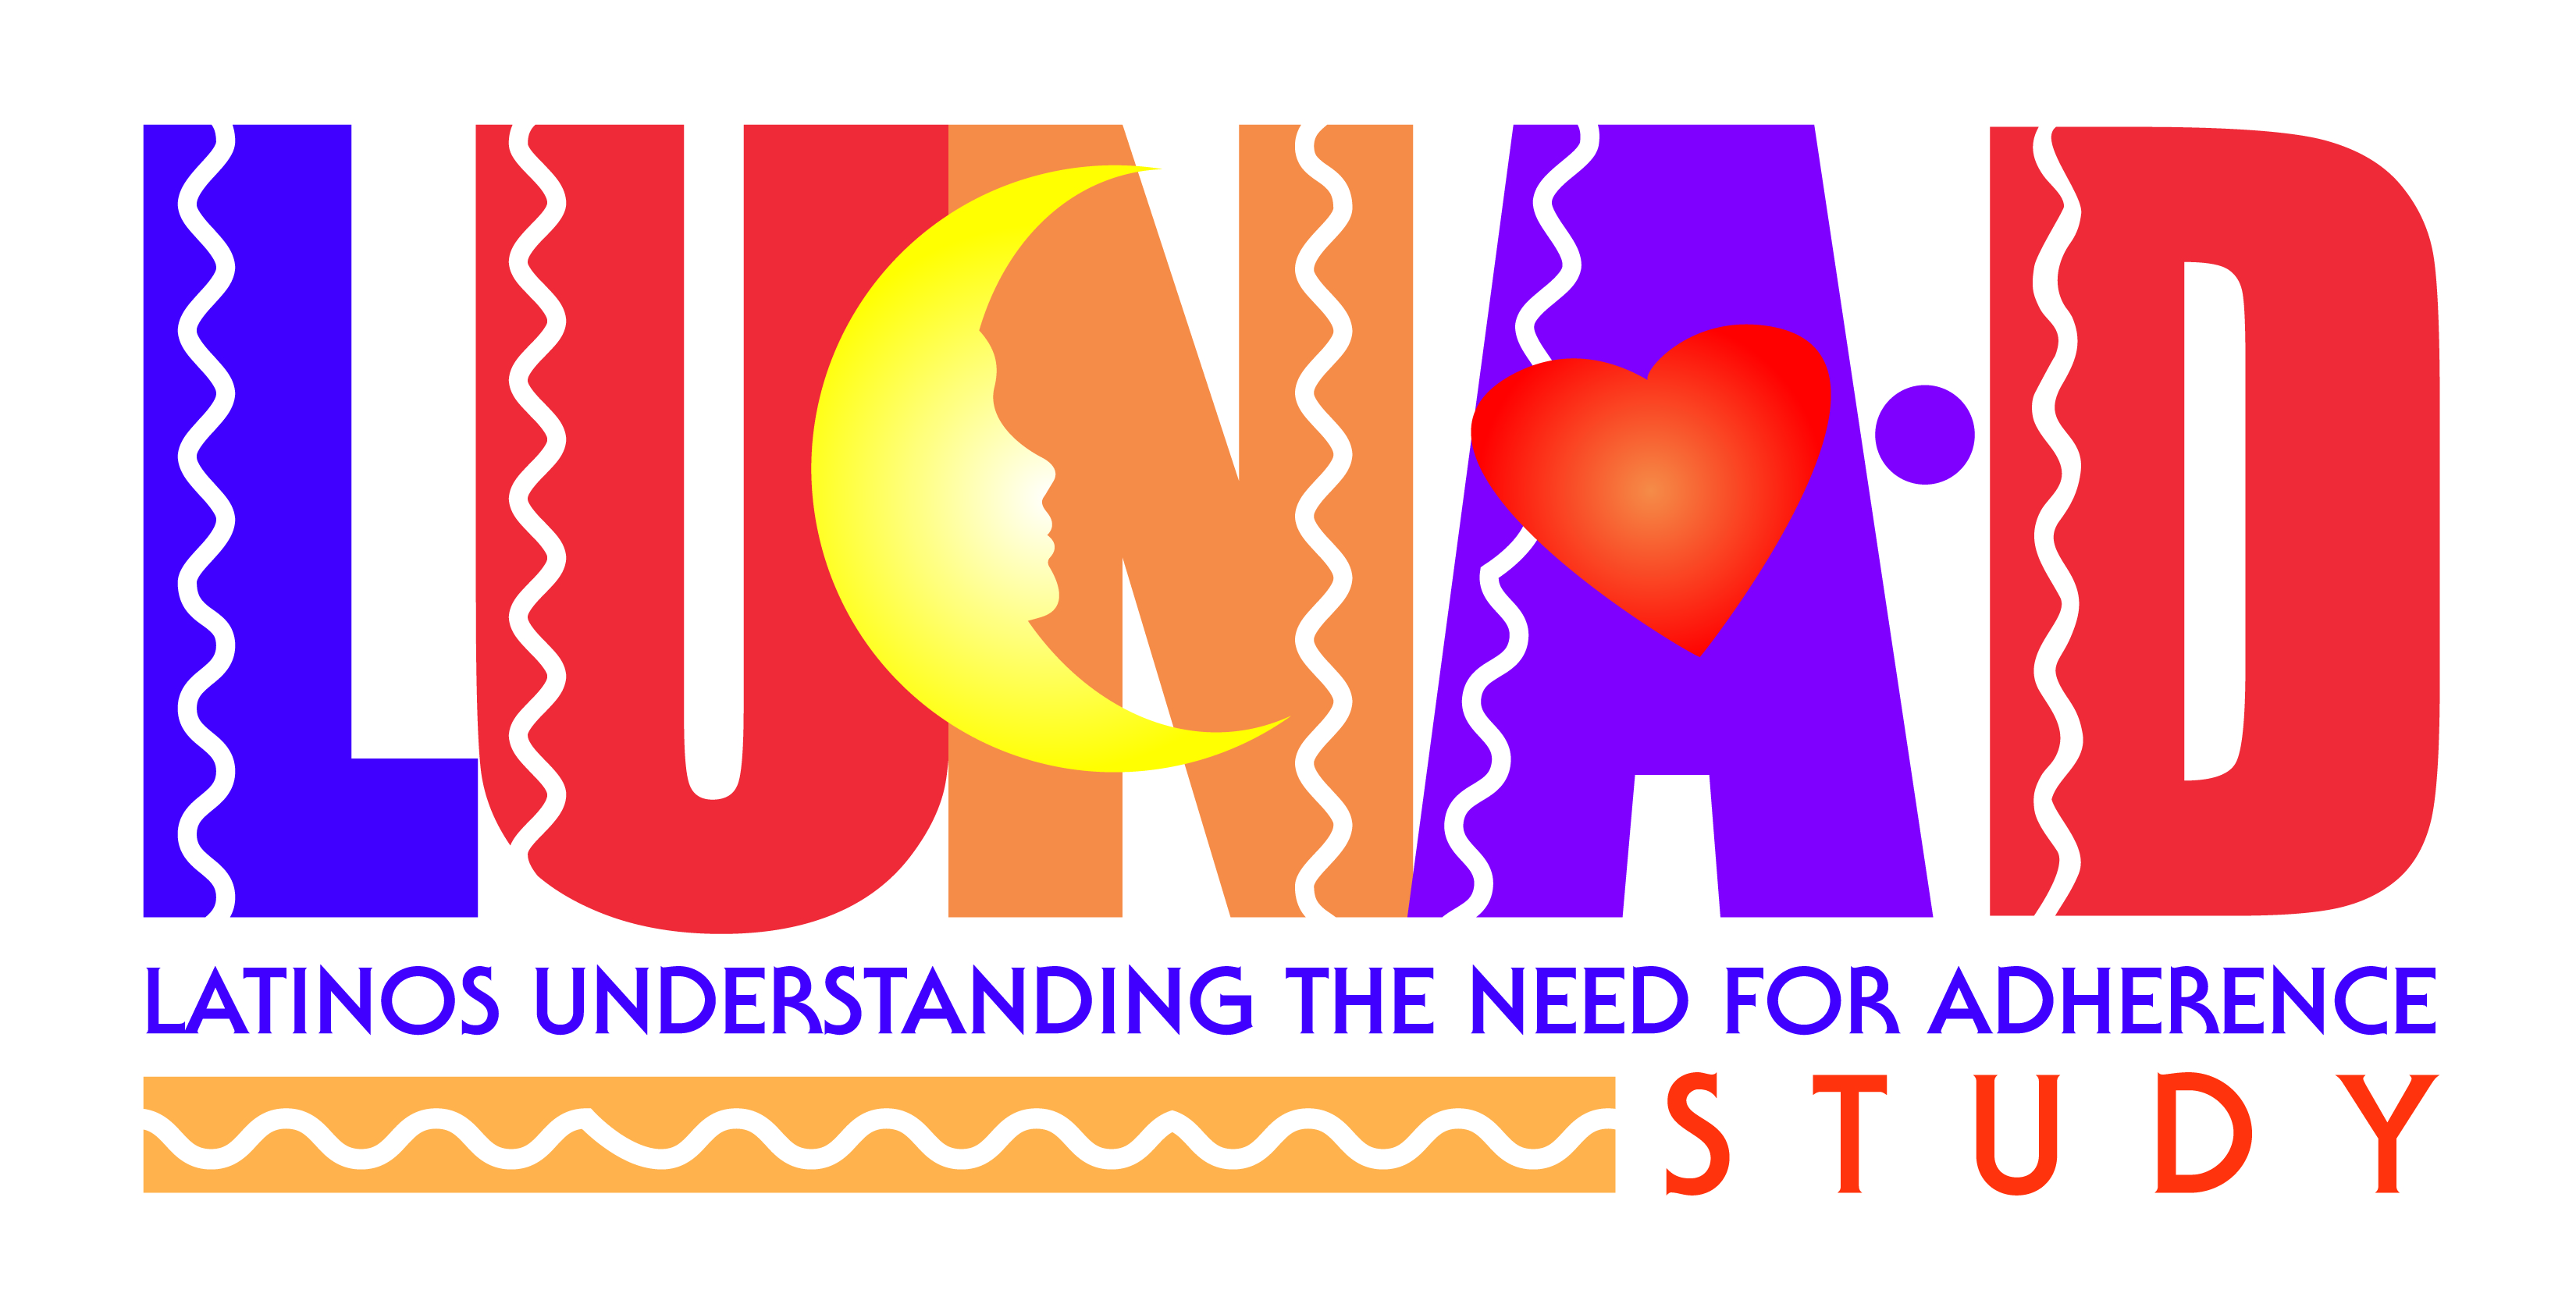 LUNA•D
LATINOS UNDERSTANDING THE NEED FOR ADHERENCE
STUDY